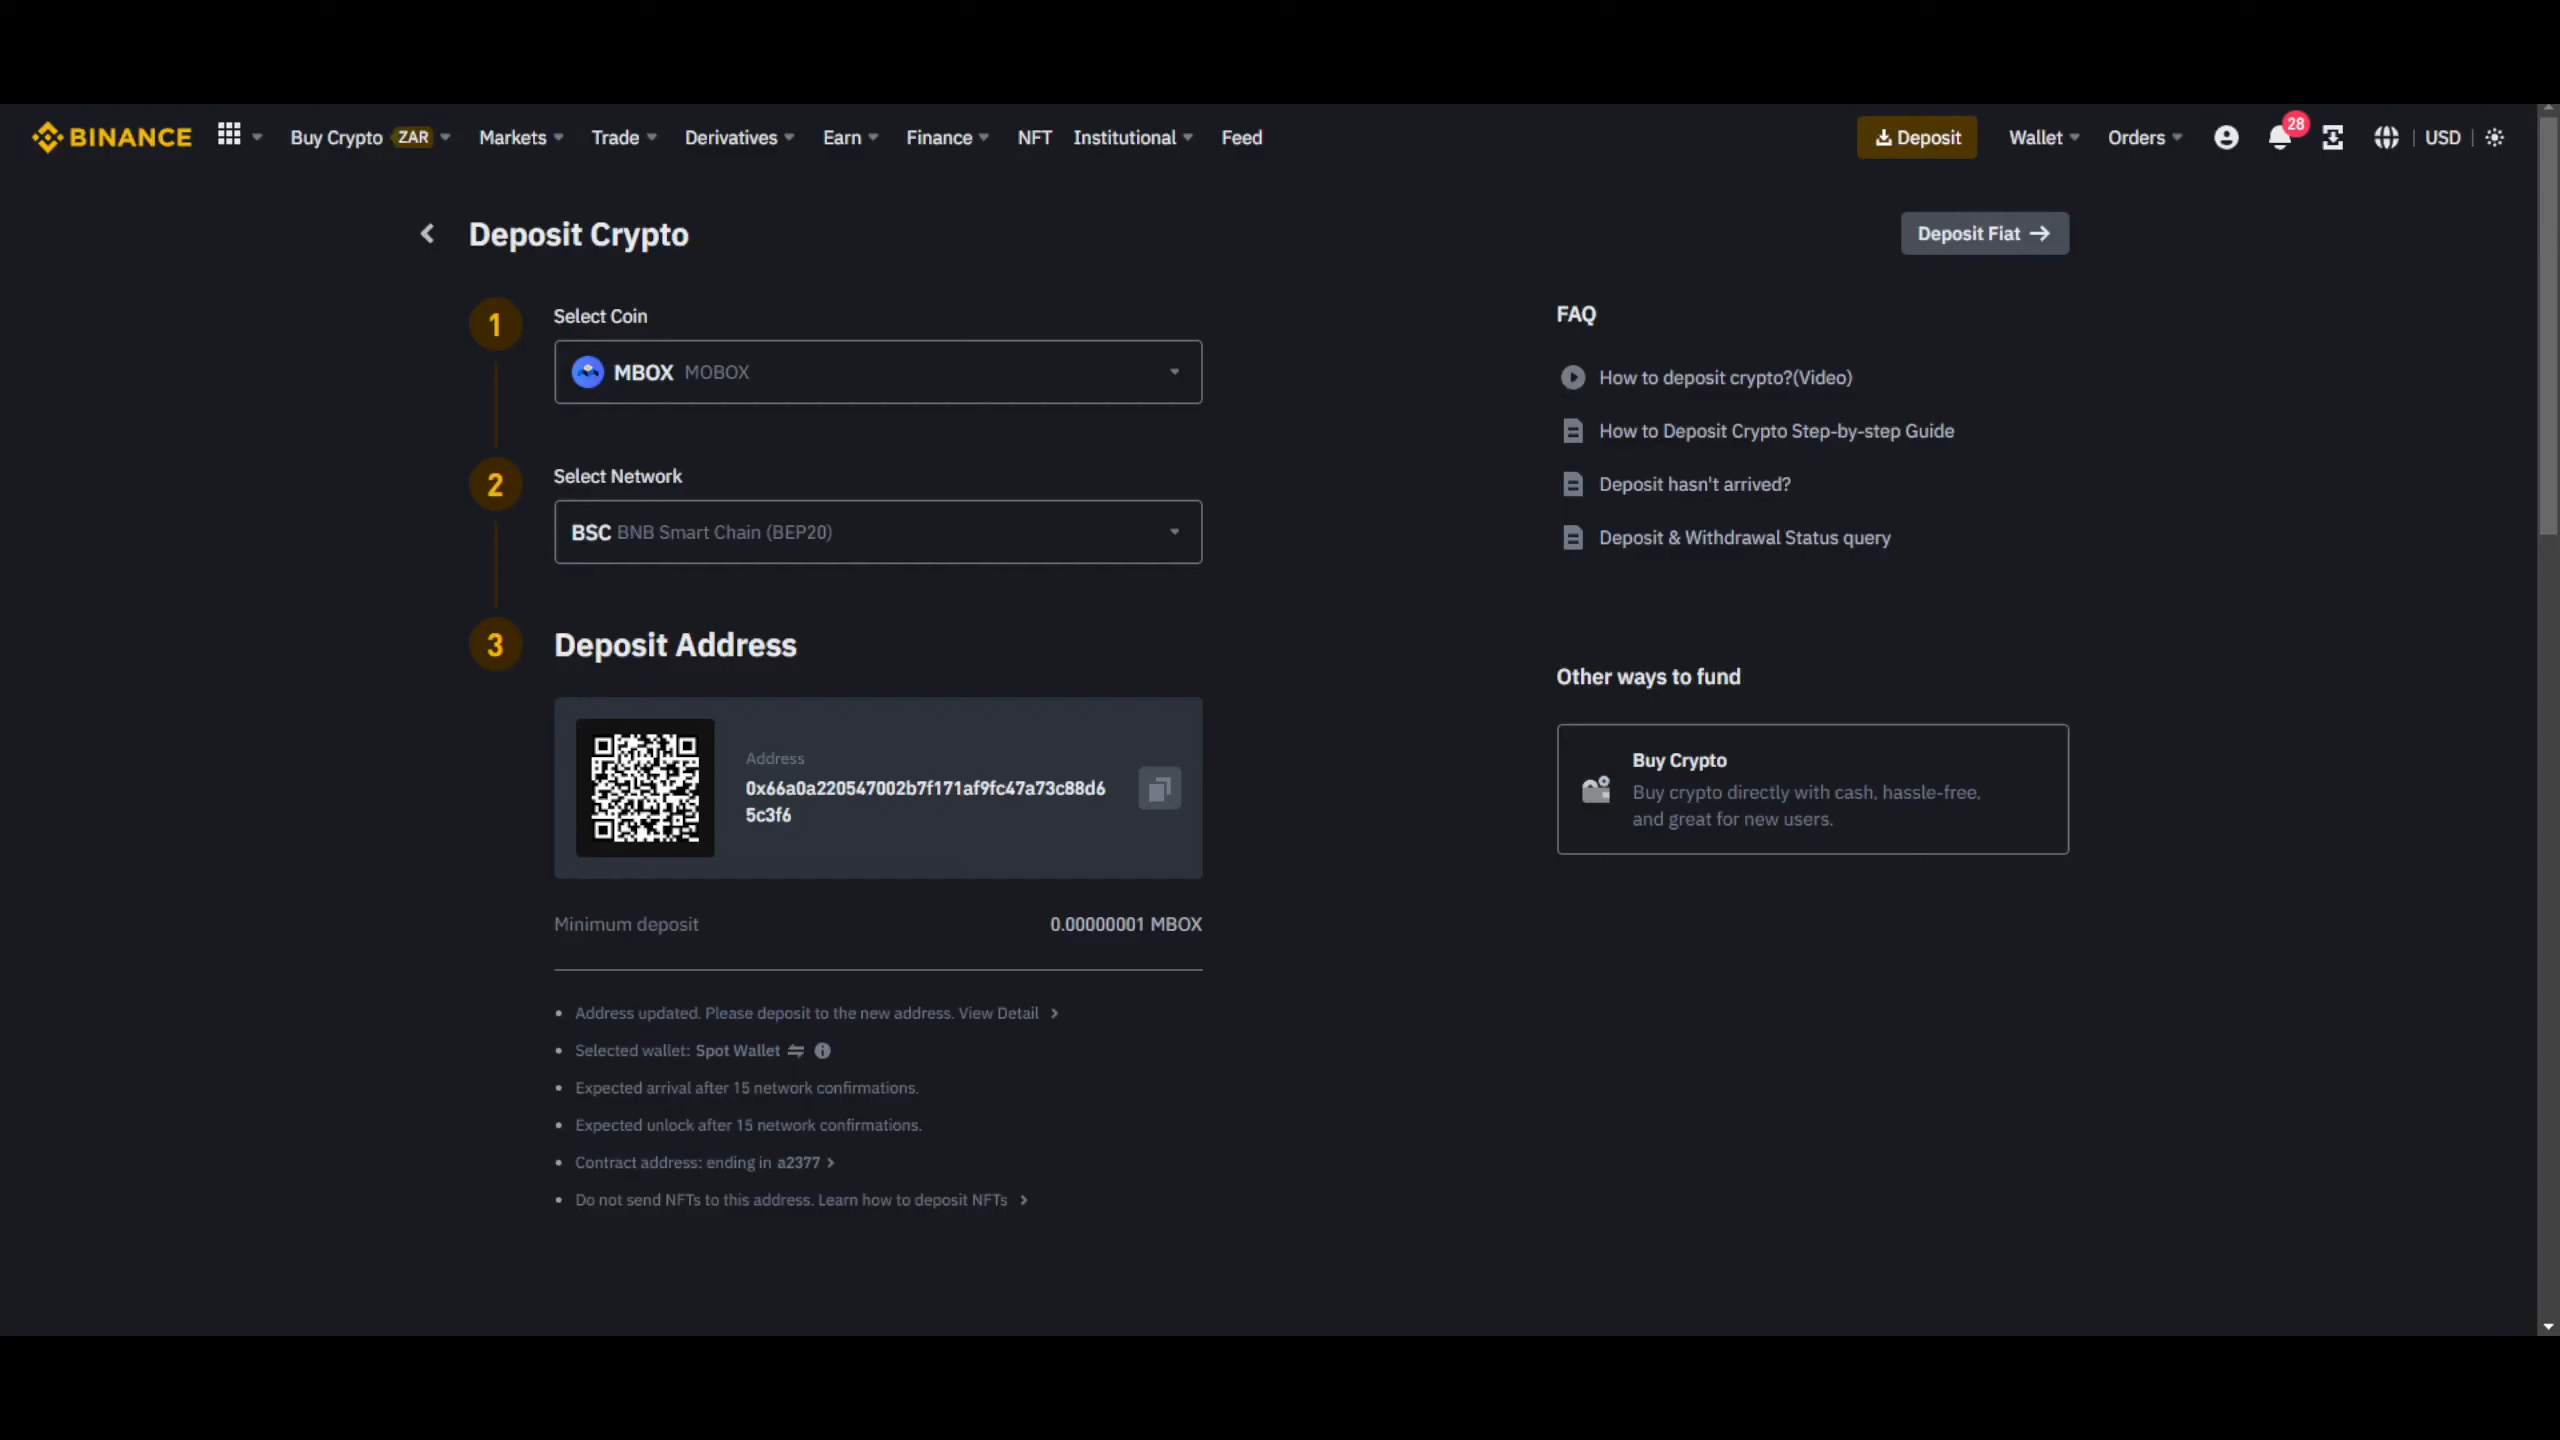 BINANCE Buy Crypto ZAR Markets Trade Derivatives Earn Finance NFT Institutional Feed Deposit Wallet Orders 28 USD
Deposit Crypto
Deposit Fiat
1
Select Coin
MBOX MOBOX
2
Select Network
BSC BNB Smart Chain (BEP20)
3
Deposit Address
Address
0x66a0a220547002b7f171af9fc47a73c88d6
5c3f6
Minimum deposit 0.00000001 MBOX
Address updated. Please deposit to the new address. View Detail
Selected wallet: Spot Wallet
Expected arrival after 15 network confirmations.
Expected unlock after 15 network confirmations.
Contract address: ending in a2377
Do not send NFTs to this address. Learn how to deposit NFTs
FAQ
How to deposit crypto?(Video)
How to Deposit Crypto Step-by-step Guide
Deposit hasn't arrived?
Deposit & Withdrawal Status query
Other ways to fund
Buy Crypto
Buy crypto directly with cash, hassle-free,
and great for new users.